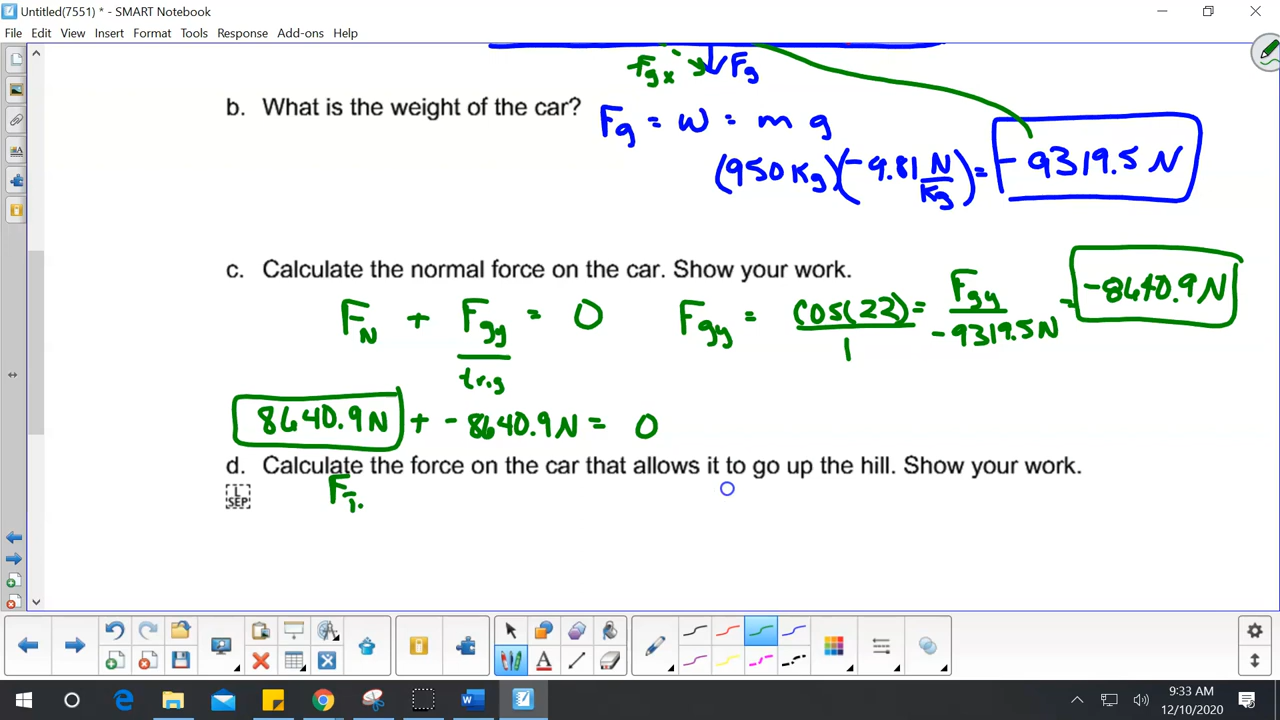 Untitled(7551) * - SMART Notebook
File Edit View Insert Format Tools Response Add-ons Help
Fgx Fg
b. What is the weight of the car? Fg = w = m g
(950 Kg)(-9.81 N/Kg) = -9319.5 N
c. Calculate the normal force on the car. Show your work.
FN + Fgy = 0 Fgy = cos(22)/1 = Fgy/-9319.5N = -8640.9N
trig
8640.9N + -8640.9N = 0
d. Calculate the force on the car that allows it to go up the hill. Show your work.
L
SEP
F
A
9:33 AM
12/10/2020